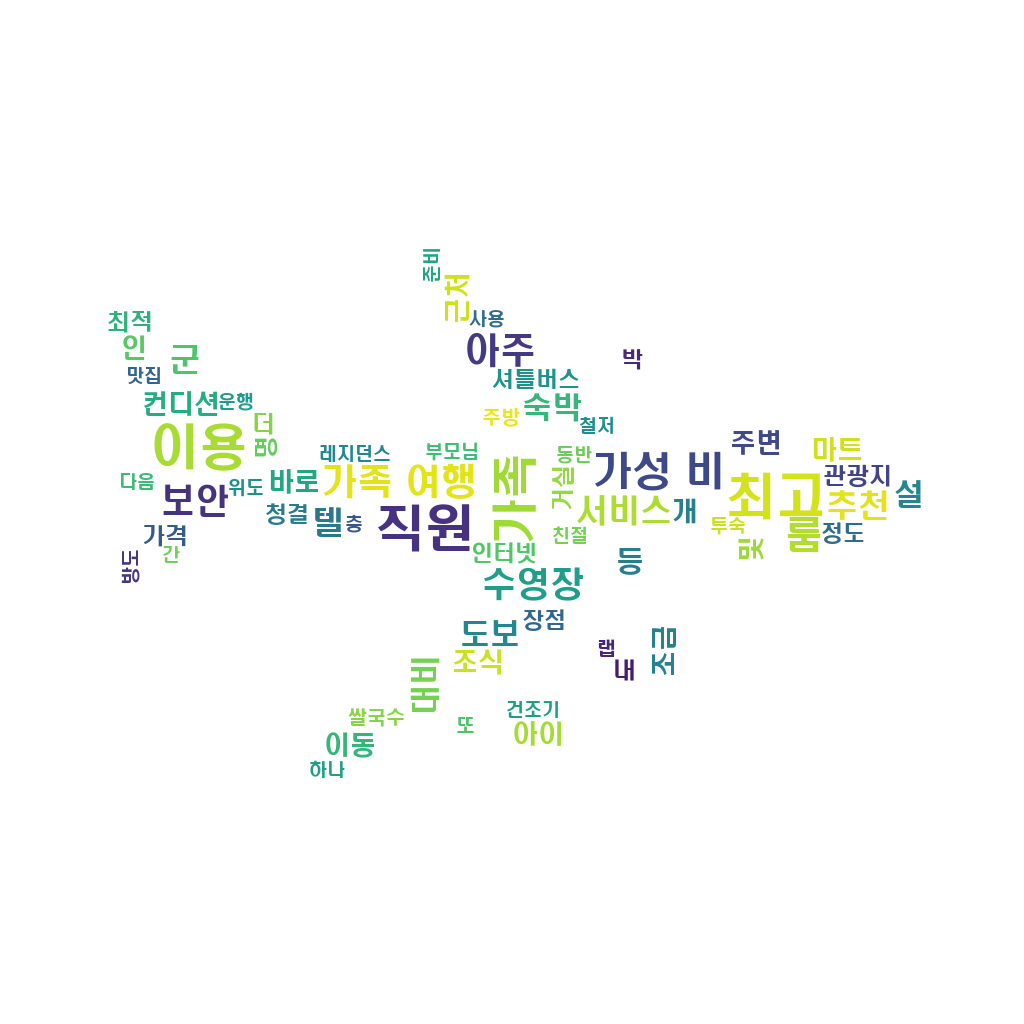 준비
근처
사용
최적
인
군
아주
박
맛집
셔틀버스
컨디션
운행
숙박
주방
철저
더
명
이용
주변
마트
레지던스
부모님
동반
가성 비
다음
위도
바로
가족 여행
가족
거실
최고
관광지
설
보안
청결
텔
층
직원
서비스
개
추천
투숙
룸
정도
가격
간
인터넷
친절
등
및
방도
수영장
도보
장점
조식
랩
내
조금
대비
쌀국수
또
건조기
아이
이동
하나